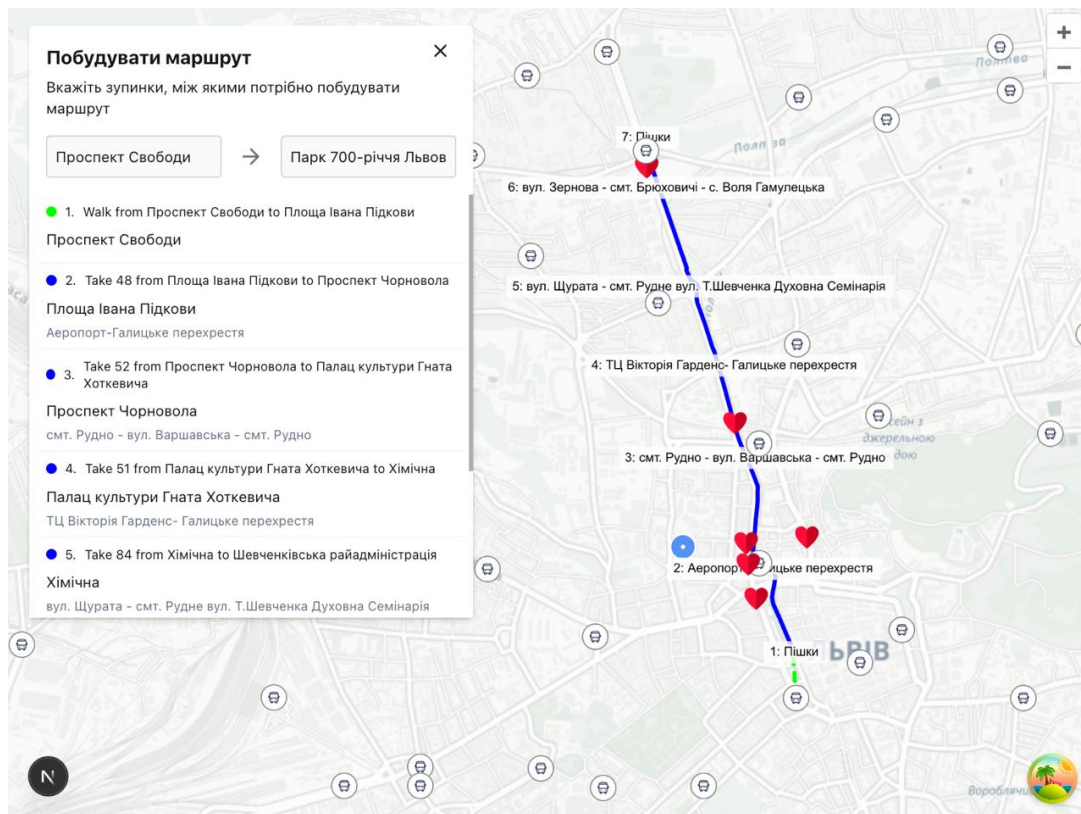 Побудувати маршрут
Вкажіть зупинки, між якими потрібно побудувати
маршрут
Проспект Свободи
Парк 700-річчя Львов
1. Walk from Проспект Свободи to Площа Івана Підкови
Проспект Свободи
2. Take 48 from Площа Івана Підкови to Проспект Чорновола
Площа Івана Підкови
Аеропорт-Галицьке перехрестя
3. Take 52 from Проспект Чорновола to Палац культури Гната
Хоткевича
Проспект Чорновола
смт. Рудно - вул. Варшавська - смт. Рудно
4. Take 51 from Палац культури Гната Хоткевича to Хімічна
Палац культури Гната Хоткевича
ТЦ Вікторія Гарденс- Галицьке перехрестя
5. Take 84 from Хімічна to Шевченківська райадміністрація
Хімічна
вул. Щурата - смт. Рудне вул. Т.Шевченка Духовна Семінарія
N
+
−
Полтва
Полтва
7: Пішки
6: вул. Зернова - смт. Брюховичі - с. Воля Гамулецька
5: вул. Щурата - смт. Рудне вул. Т.Шевченка Духовна Семінарія
4: ТЦ Вікторія Гарденс- Галицьке перехрестя
джерельною
3: смт. Рудно - вул. Варшавська - смт. Рудно
2: Аеропорт
перехрестя
1: Пішки
ЬВІВ